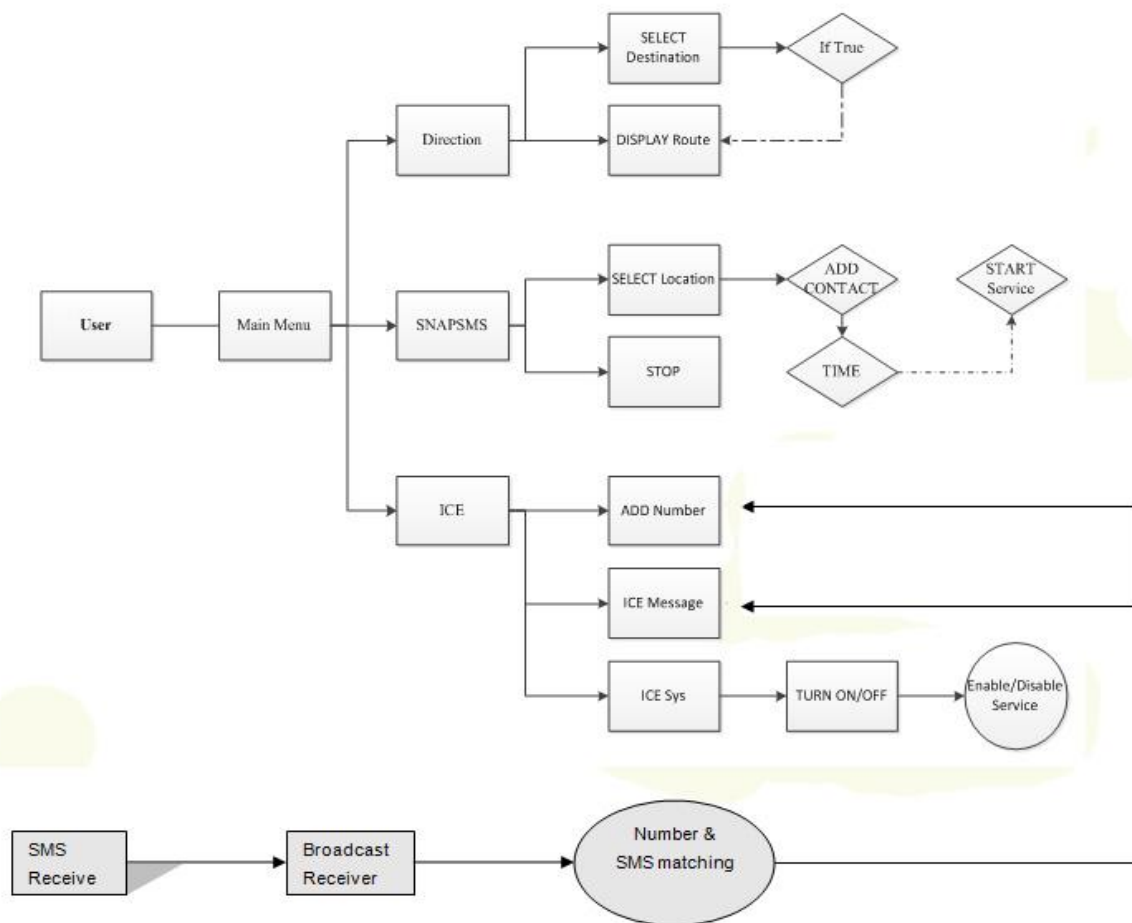 SELECT
Destination
If True
Direction
DISPLAY Route
User
Main Menu
SNAPSMS
SELECT Location
ADD
CONTACT
START
Service
STOP
TIME
ICE
ADD Number
ICE Message
ICE Sys
TURN ON/OFF
Enable/Disable
Service
SMS
Receive
Broadcast
Receiver
Number &
SMS matching